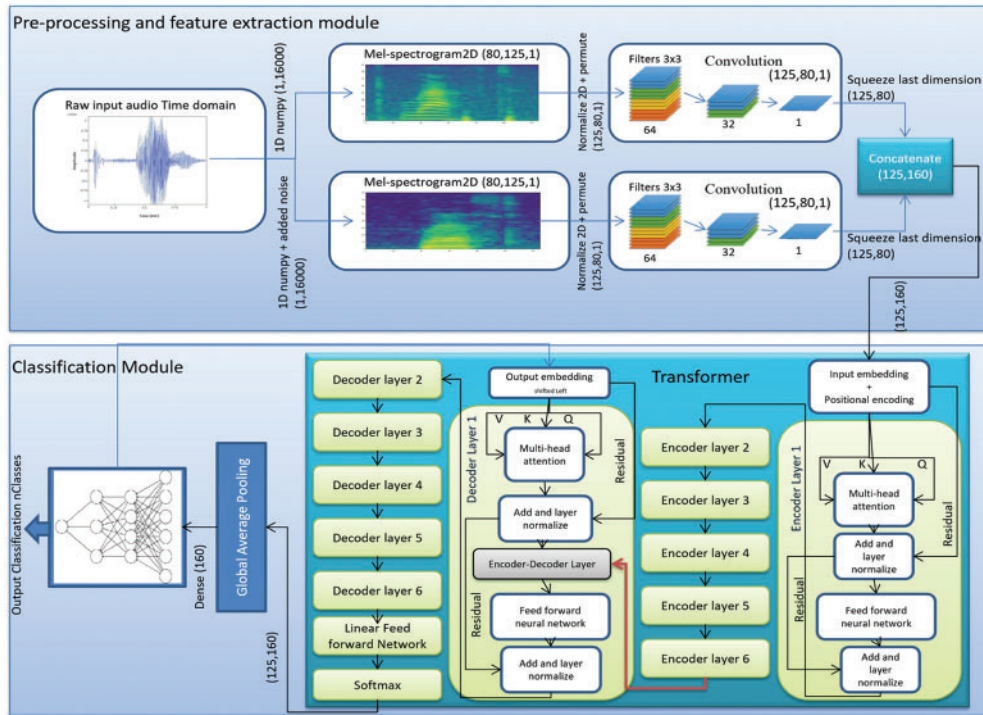 Pre-processing and feature extraction module
Raw input audio Time domain
1D numpy (1,16000)
1D numpy + added noise
(1,16000)
Mel-spectrogram2D (80,125,1)
Normalize 2D + permute
(125,80,1)
Filters 3x3
Convolution
(125,80,1)
64
32
1
Squeeze last dimension
(125,80)
Mel-spectrogram2D (80,125,1)
Normalize 2D + permute
(125,80,1)
Filters 3x3
Convolution
(125,80,1)
64
32
1
Squeeze last dimension
(125,80)
Concatenate
(125,160)
(125,160)
Classification Module
Output Classification nClasses
Dense (160)
Global Average Pooling
(125,160)
Transformer
Decoder layer 2
Decoder layer 3
Decoder layer 4
Decoder layer 5
Decoder layer 6
Linear Feed
forward Network
Softmax
Output embedding
shifted Left
Decoder Layer 1
V K Q
Multi-head
attention
Residual
Add and layer
normalize
Encoder-Decoder Layer
Feed forward
neural network
Residual
Add and layer
normalize
Encoder layer 2
Encoder layer 3
Encoder layer 4
Encoder layer 5
Encoder layer 6
Input embedding
+
Positional encoding
Encoder Layer 1
V K Q
Multi-head
attention
Residual
Add and layer
normalize
Residual
Feed forward
neural network
Add and layer
normalize